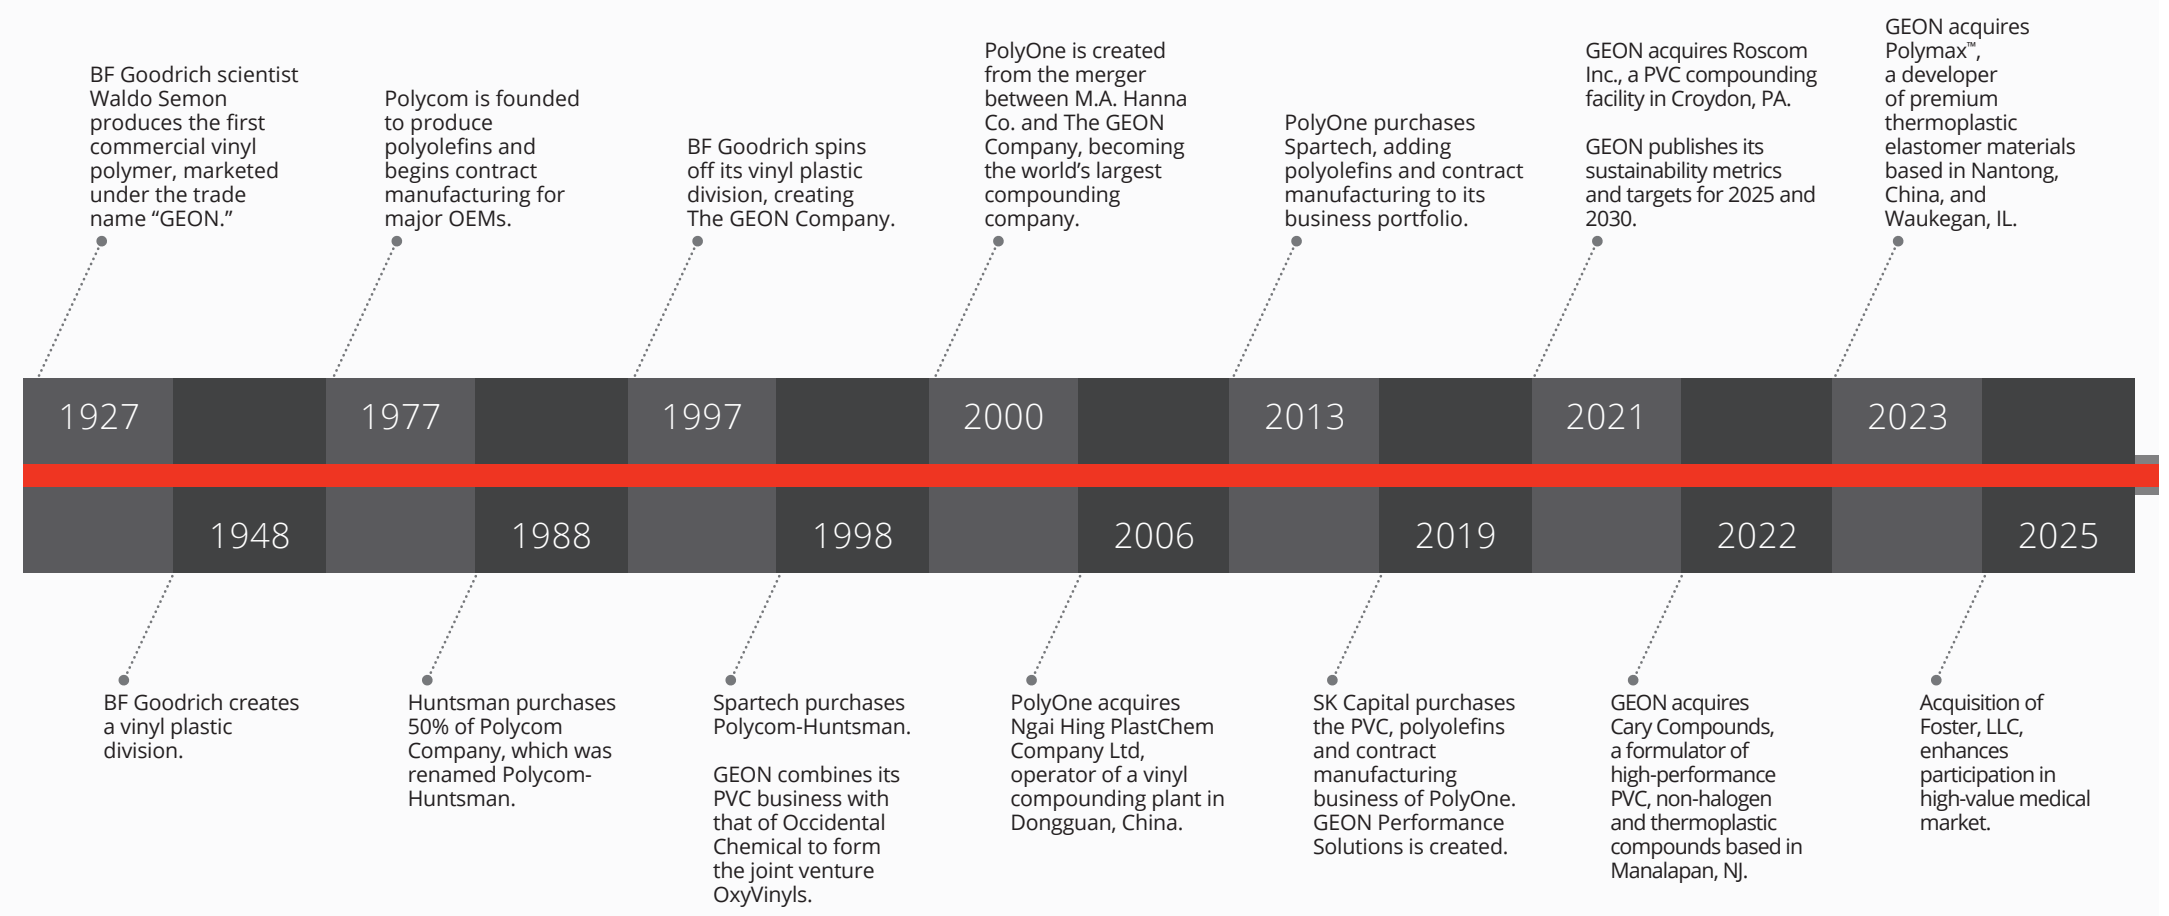 BF Goodrich scientist
Waldo Semon
produces the first
commercial vinyl
polymer, marketed
under the trade
name “GEON.”
Polycom is founded
to produce
polyolefins and
begins contract
manufacturing for
major OEMs.
BF Goodrich spins
off its vinyl plastic
division, creating
The GEON Company.
PolyOne is created
from the merger
between M.A. Hanna
Co. and The GEON
Company, becoming
the world’s largest
compounding
company.
PolyOne purchases
Spartech, adding
polyolefins and contract
manufacturing to its
business portfolio.
GEON acquires Roscom
Inc., a PVC compounding
facility in Croydon, PA.
GEON publishes its
sustainability metrics
and targets for 2025 and
2030.
GEON acquires
Polymax™,
a developer
of premium
thermoplastic
elastomer materials
based in Nantong,
China, and
Waukegan, IL.
1927
1977
1997
2000
2013
2021
2023
1948
1988
1998
2006
2019
2022
2025
BF Goodrich creates
a vinyl plastic
division.
Huntsman purchases
50% of Polycom
Company, which was
renamed Polycom-
Huntsman.
Spartech purchases
Polycom-Huntsman.
GEON combines its
PVC business with
that of Occidental
Chemical to form
the joint venture
OxyVinyls.
PolyOne acquires
Ngai Hing PlastChem
Company Ltd,
operator of a vinyl
compounding plant in
Dongguan, China.
SK Capital purchases
the PVC, polyolefins
and contract
manufacturing
business of PolyOne.
GEON Performance
Solutions is created.
GEON acquires
Cary Compounds,
a formulator of
high-performance
PVC, non-halogen
and thermoplastic
compounds based in
Manalapan, NJ.
Acquisition of
Foster, LLC,
enhances
participation in
high-value medical
market.